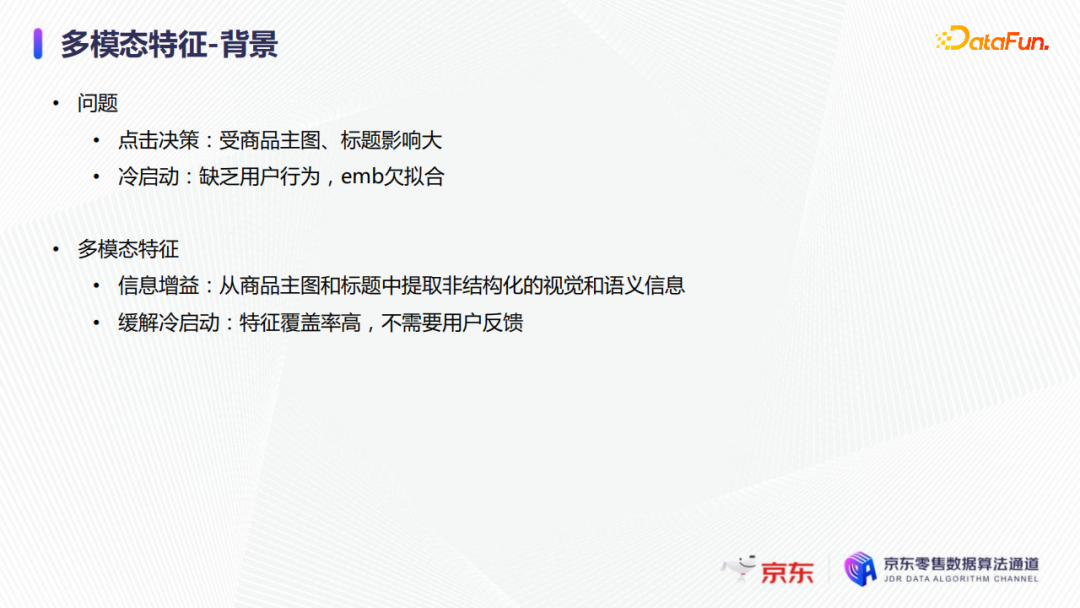 多模态特征-背景
DataFun.
• 问题
• 点击决策：受商品主图、标题影响大
• 冷启动：缺乏用户行为，emb欠拟合
• 多模态特征
• 信息增益：从商品主图和标题中提取非结构化的视觉和语义信息
• 缓解冷启动：特征覆盖率高，不需要用户反馈
京东
京东零售数据算法通道
JDR DATA ALGORITHM CHANNEL